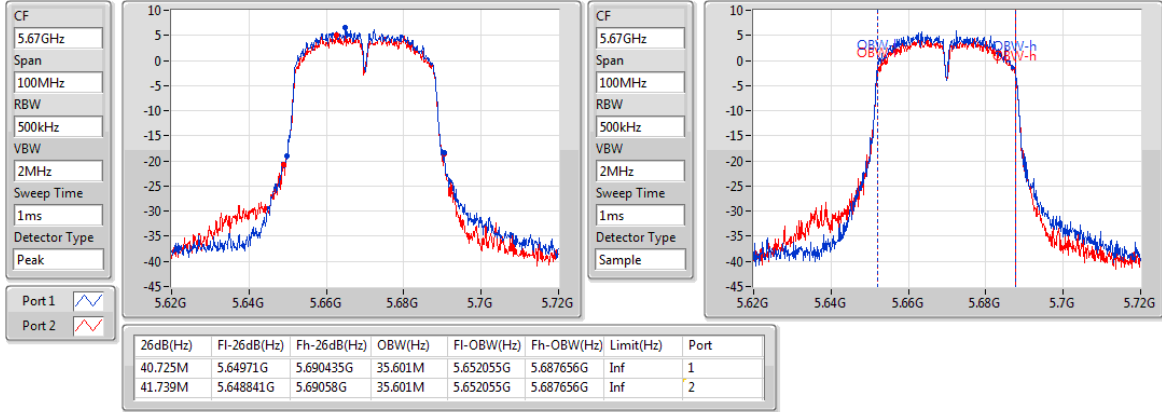 CF
5.67GHz
Span
100MHz
RBW
500kHz
VBW
2MHz
Sweep Time
1ms
Detector Type
Peak
Port 1
Port 2
10
5
0
-5
-10
-15
-20
-25
-30
-35
-40
-45
5.62G 5.64G 5.66G 5.68G 5.7G 5.72G
CF
5.67GHz
Span
100MHz
RBW
500kHz
VBW
2MHz
Sweep Time
1ms
Detector Type
Sample
10
5
0
-5
-10
-15
-20
-25
-30
-35
-40
-45
OBW-h
OBW-h
5.62G 5.64G 5.66G 5.68G 5.7G 5.72G
26dB(Hz) Fl-26dB(Hz) Fh-26dB(Hz) OBW(Hz) Fl-OBW(Hz) Fh-OBW(Hz) Limit(Hz) Port
40.725M 5.64971G 5.690435G 35.601M 5.652055G 5.687656G Inf 1
41.739M 5.648841G 5.69058G 35.601M 5.652055G 5.687656G Inf 2